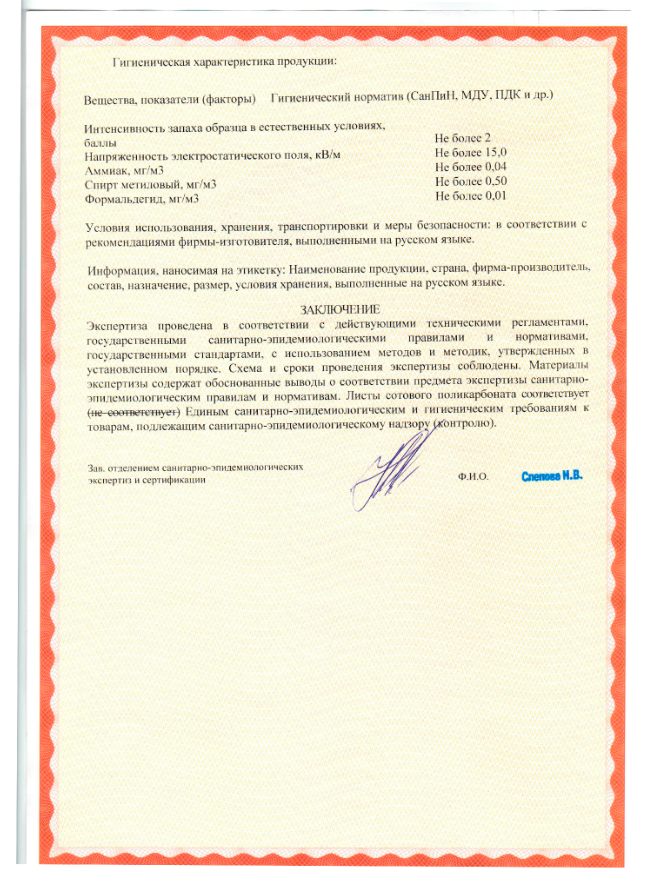 Гигиеническая характеристика продукции:
Вещества, показатели (факторы) Гигиенический норматив (СанПиН, МДУ, ПДК и др.)
Интенсивность запаха образца в естественных условиях,
баллы Не более 2
Напряженность электростатического поля, кВ/м Не более 15,0
Аммиак, мг/м3 Не более 0,04
Спирт метиловый, мг/м3 Не более 0,50
Формальдегид, мг/м3 Не более 0,01
Условия использования, хранения, транспортировки и меры безопасности: в соответствии с
рекомендациями фирмы-изготовителя, выполненными на русском языке.
Информация, наносимая на этикетку: Наименование продукции, страна, фирма-производитель,
состав, назначение, размер, условия хранения, выполненные на русском языке.
ЗАКЛЮЧЕНИЕ
Экспертиза проведена в соответствии с действующими техническими регламентами,
государственными санитарно-эпидемиологическими правилами и нормативами,
государственными стандартами, с использованием методов и методик, утвержденных в
установленном порядке. Схема и сроки проведения экспертизы соблюдены. Материалы
экспертизы содержат обоснованные выводы о соответствии предмета экспертизы санитарно-
эпидемиологическим правилам и нормативам. Листы сотового поликарбоната соответствует
(не соответствует) Единым санитарно-эпидемиологическим и гигиеническим требованиям к
товарам, подлежащим санитарно-эпидемиологическому надзору (контролю).
Зав. отделением санитарно-эпидемиологических
экспертиз и сертификации Ф.И.О. Слепова Н.В.